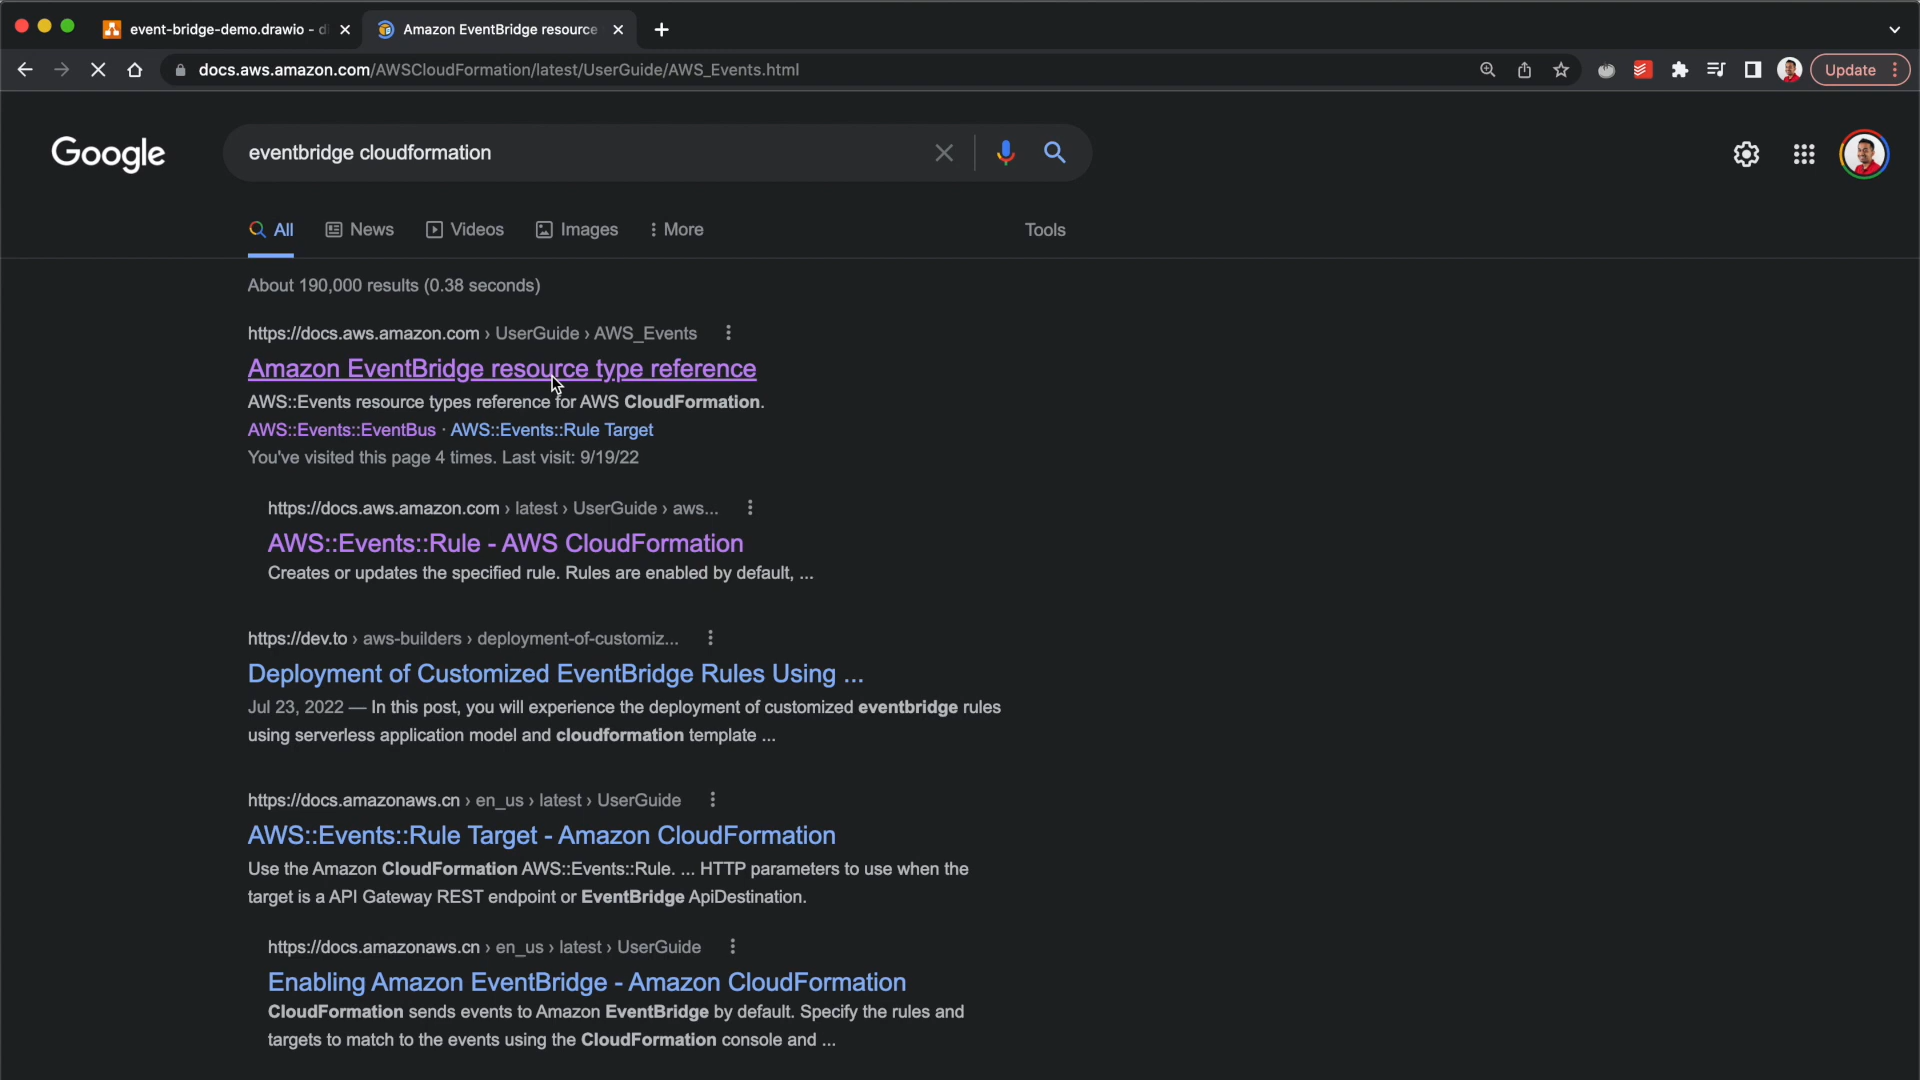 event-bridge-demo.drawio - d
Amazon EventBridge resource
docs.aws.amazon.com/AWSCloudFormation/latest/UserGuide/AWS_Events.html
Update
Google
eventbridge cloudformation
All
News
Videos
Images
More
Tools
About 190,000 results (0.38 seconds)
https://docs.aws.amazon.com › UserGuide › AWS_Events
Amazon EventBridge resource type reference
AWS::Events resource types reference for AWS CloudFormation.
AWS::Events::EventBus · AWS::Events::Rule Target
You've visited this page 4 times. Last visit: 9/19/22
https://docs.aws.amazon.com › latest › UserGuide › aws...
AWS::Events::Rule - AWS CloudFormation
Creates or updates the specified rule. Rules are enabled by default, ...
https://dev.to › aws-builders › deployment-of-customiz...
Deployment of Customized EventBridge Rules Using ...
Jul 23, 2022 — In this post, you will experience the deployment of customized eventbridge rules
using serverless application model and cloudformation template ...
https://docs.amazonaws.cn › en_us › latest › UserGuide
AWS::Events::Rule Target - Amazon CloudFormation
Use the Amazon CloudFormation AWS::Events::Rule. ... HTTP parameters to use when the
target is a API Gateway REST endpoint or EventBridge ApiDestination.
https://docs.amazonaws.cn › en_us › latest › UserGuide
Enabling Amazon EventBridge - Amazon CloudFormation
CloudFormation sends events to Amazon EventBridge by default. Specify the rules and
targets to match to the events using the CloudFormation console and ...